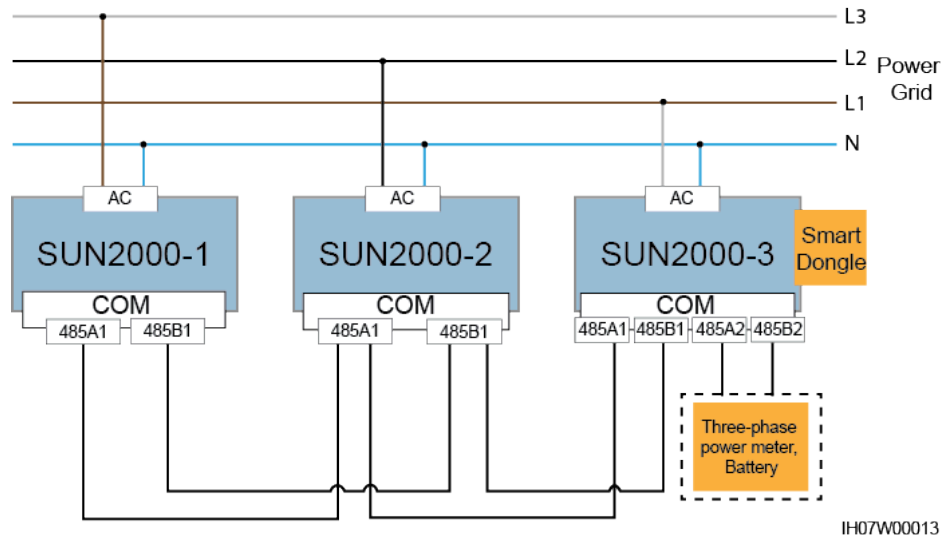 L3
L2
Power
Grid
L1
N
AC
AC
AC
SUN2000-1
SUN2000-2
SUN2000-3
Smart
Dongle
COM
COM
COM
485A1
485B1
485A1
485B1
485A1
485B1
485A2
485B2
Three-phase
power meter,
Battery
IH07W00013